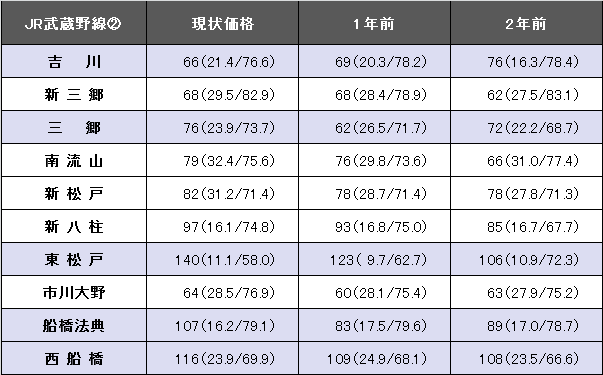 JR武蔵野線② 現状価格 1年前 2年前
吉 川 66(21.4/76.6) 69(20.3/78.2) 76(16.3/78.4)
新三郷 68(29.5/82.9) 68(28.4/78.9) 62(27.5/83.1)
三 郷 76(23.9/73.7) 62(26.5/71.7) 72(22.2/68.7)
南流山 79(32.4/75.6) 76(29.8/73.6) 66(31.0/77.4)
新松戸 82(31.2/71.4) 78(28.7/71.4) 78(27.8/71.3)
新八柱 97(16.1/74.8) 93(16.8/75.0) 85(16.7/67.7)
東松戸 140(11.1/58.0) 123( 9.7/62.7) 106(10.9/72.3)
市川大野 64(28.5/76.9) 60(28.1/75.4) 63(27.9/75.2)
船橋法典 107(16.2/79.1) 83(17.5/79.6) 89(17.0/78.7)
西船橋 116(23.9/69.9) 109(24.9/68.1) 108(23.5/66.6)